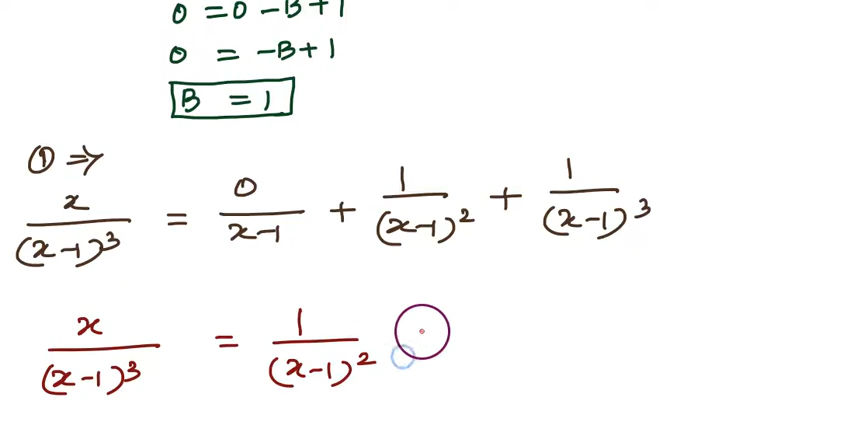 0 = 0 - B + 1
0 = -B + 1
B = 1
① ⇒
x/(x-1)³ = 0/x-1 + 1/(x-1)² + 1/(x-1)³
x/(x-1)³ = 1/(x-1)²